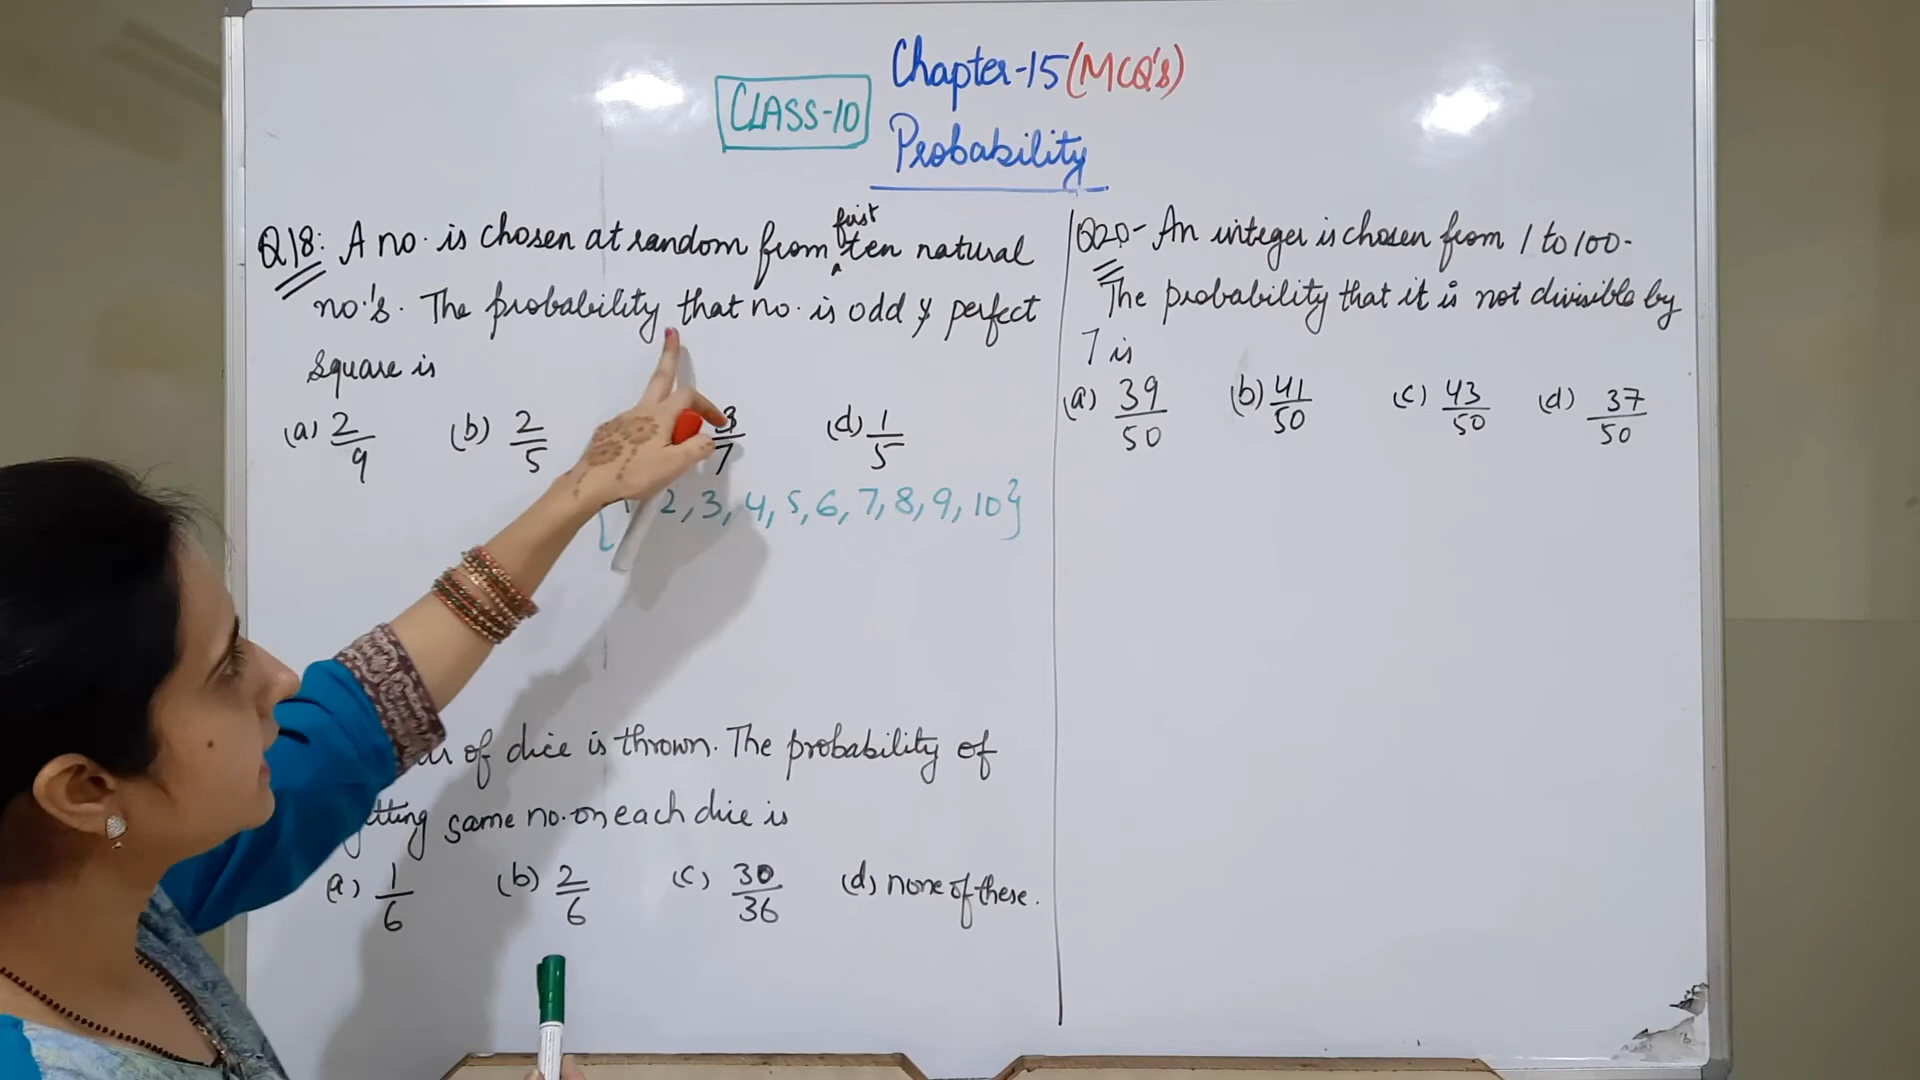 Chapter-15 (MCQ's)
CLASS-10
Probability
Q18: A no. is chosen at random from first ten natural
no.'s. The probability that no. is odd & perfect
square is
(a) 2/9 (b) 2/5 3/7 (d) 1/5
{1 2, 3, 4, 5, 6, 7, 8, 9, 10}
of dice is thrown. The probability of
same no. on each dice is
(a) 1/6 (b) 2/6 (c) 30/36 (d) none of these.
Q20- An integer is chosen from 1 to 100.
The probability that it is not divisible by
7 is
(a) 39/50 (b) 41/50 (c) 43/50 (d) 37/50